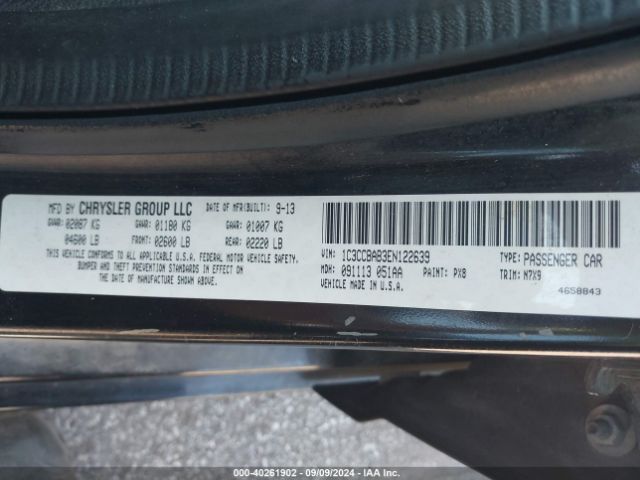 MFD BY CHRYSLER GROUP LLC DATE OF MFR(BUILT): 9-13
GVWR: 02087 KG GAWR: 01180 KG GAWR: 01007 KG
04600 LB FRONT: 02600 LB REAR: 02220 LB
THIS VEHICLE CONFORMS TO ALL APPLICABLE U.S.A. FEDERAL MOTOR VEHICLE SAFETY,
BUMPER AND THEFT PREVENTION STANDARDS IN EFFECT ON
THE DATE OF MANUFACTURE SHOWN ABOVE.
VIN: 1C3CCBAB3EN122639 TYPE: PASSENGER CAR
MDH: 091113 051AA PAINT: PX8 TRIM: N7X9
VEHICLE MADE IN U.S.A.
4658843
000-40261902 - 09/09/2024 - IAA Inc.